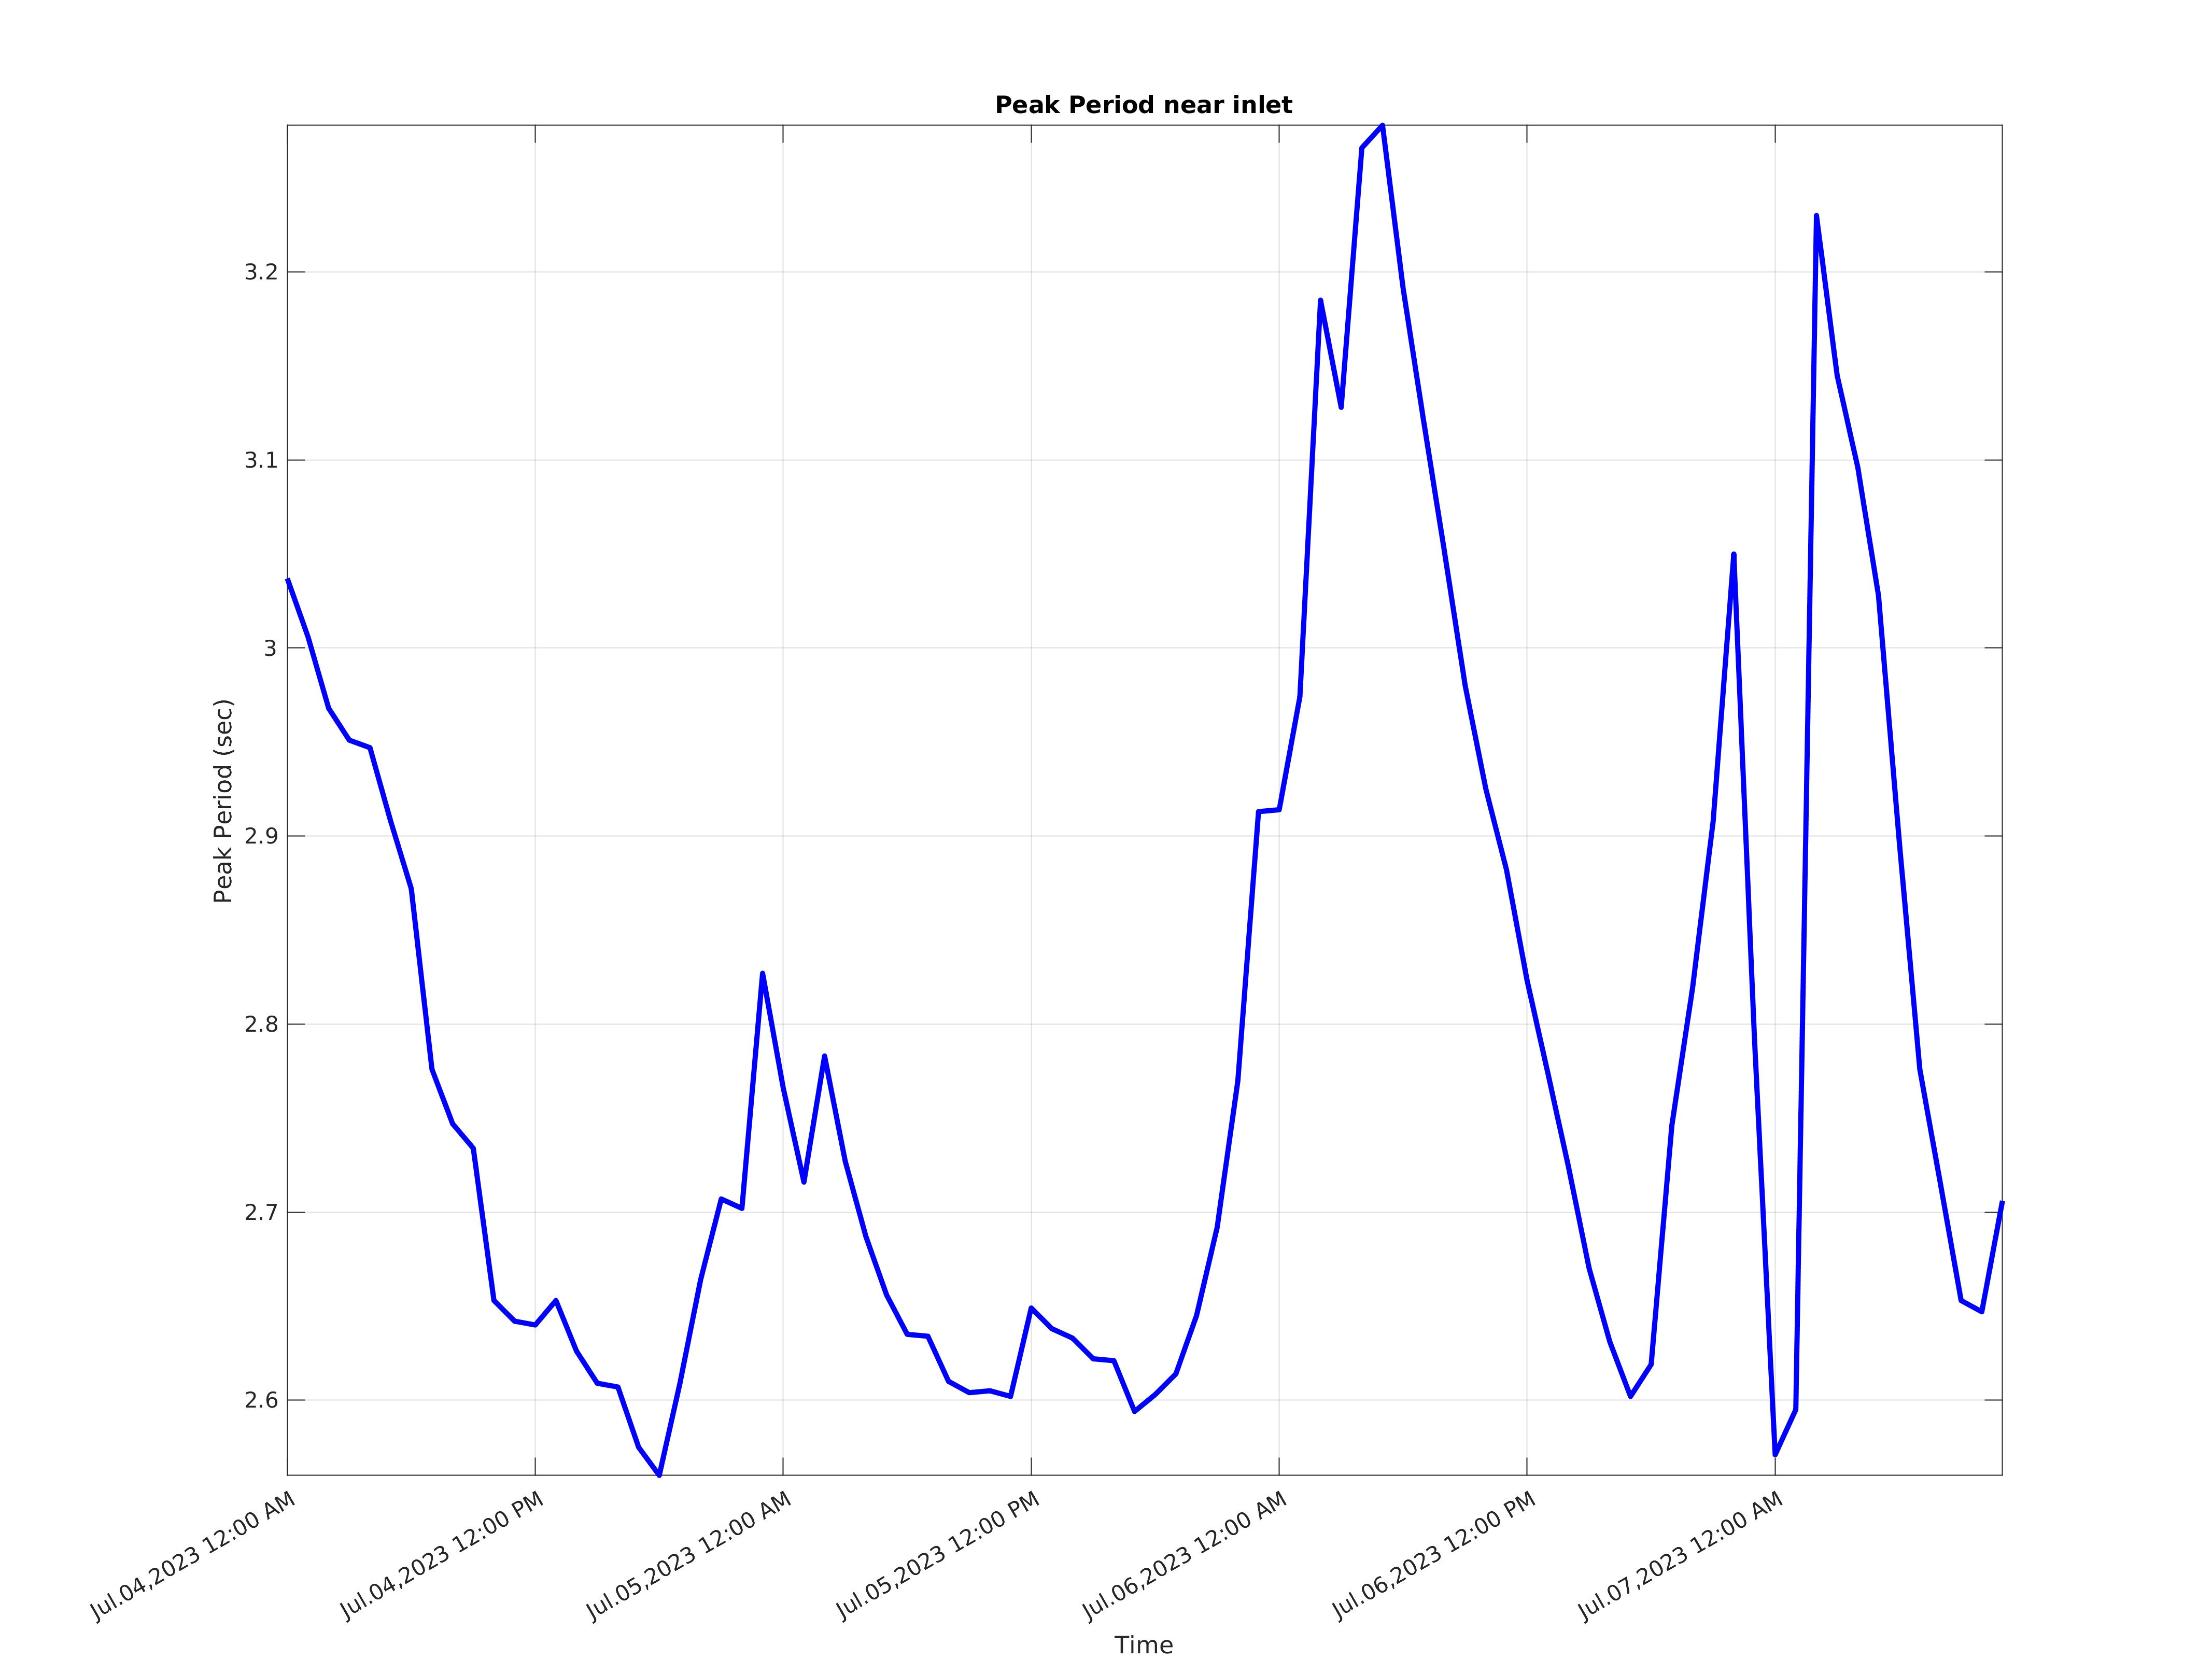 Peak Period near inlet
3.2
3.1
3
2.9
2.8
2.7
2.6
Peak Period (sec)
Jul.04,2023 12:00 AM
Jul.04,2023 12:00 PM
Jul.05,2023 12:00 AM
Jul.05,2023 12:00 PM
Jul.06,2023 12:00 AM
Jul.06,2023 12:00 PM
Jul.07,2023 12:00 AM
Time